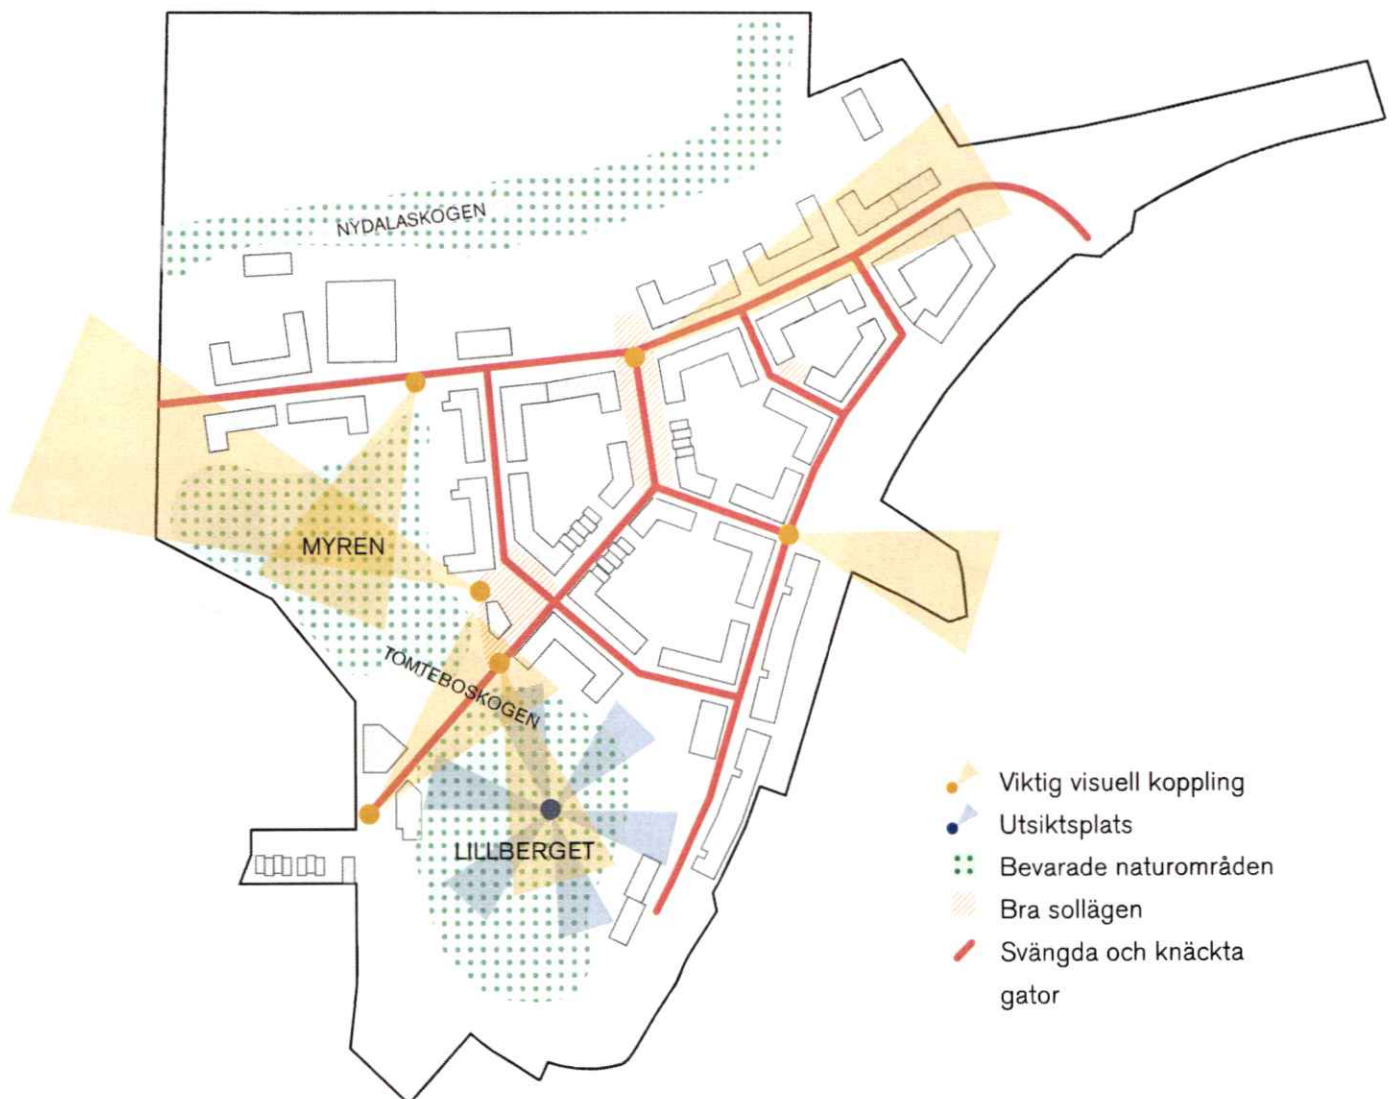 NYDALASKOGEN
MYREN
TOMTEBOSKOGEN
LILLBERGET
Viktig visuell koppling
Utsiktsplats
Bevarade naturområden
Bra sollägen
Svängda och knäckta
gator